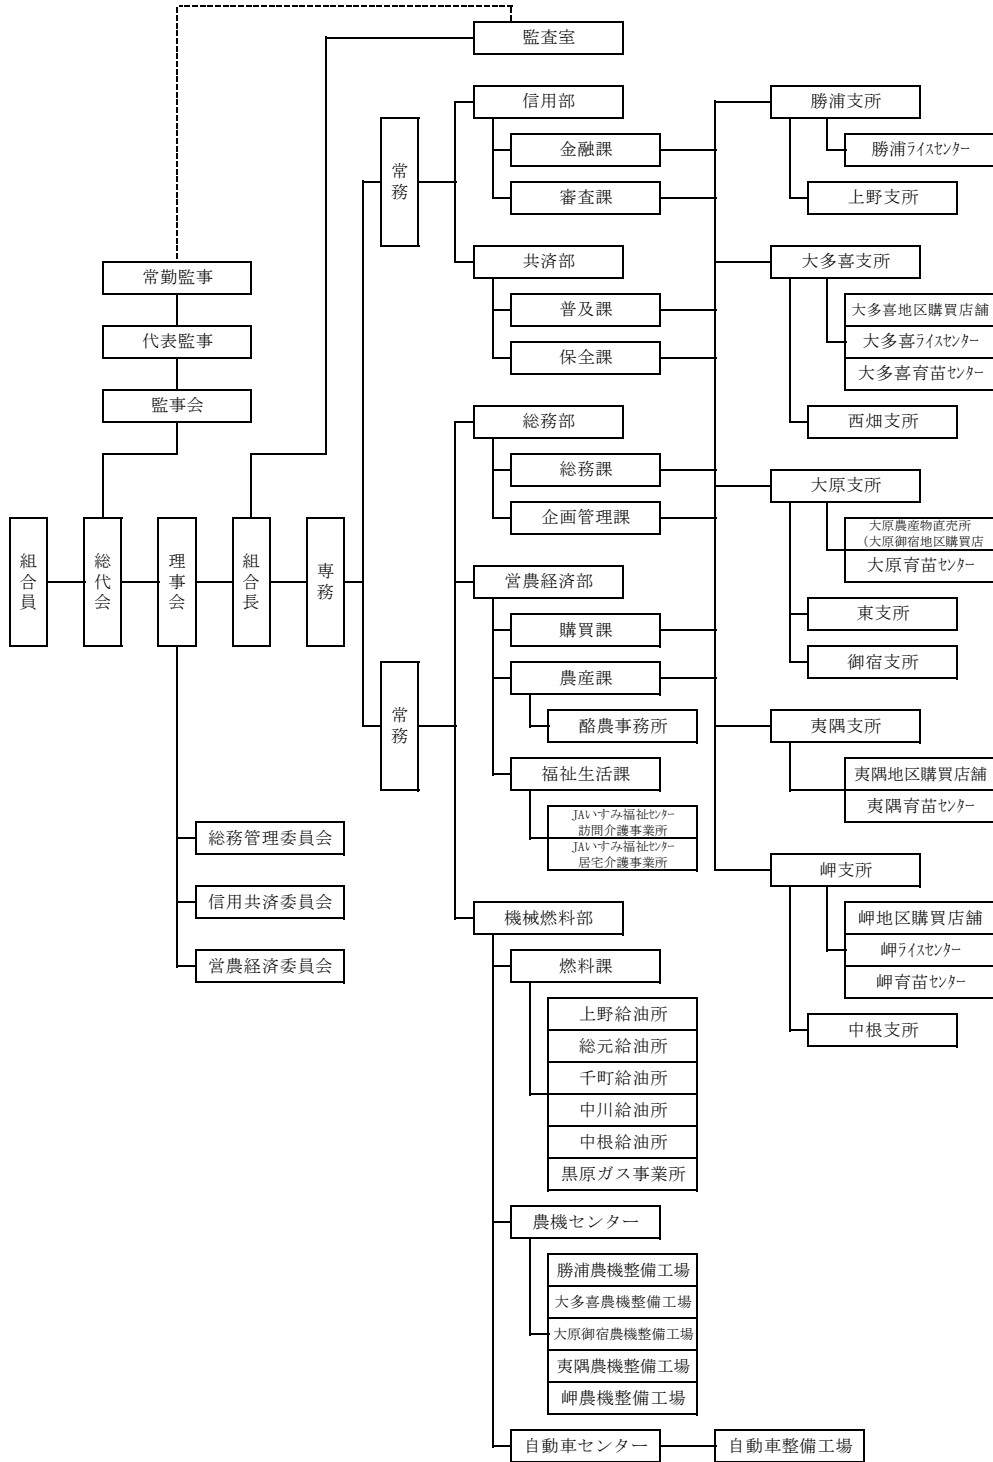 監査室
常勤監事
代表監事
監事会
組合員
総代会
理事会
組合長
専務
総務管理委員会
信用共済委員会
営農経済委員会
常務
信用部
金融課
審査課
共済部
普及課
保全課
常務
総務部
総務課
企画管理課
営農経済部
購買課
農産課
酪農事務所
福祉生活課
JAいすみ福祉ｾﾝﾀｰ
訪問介護事業所
JAいすみ福祉ｾﾝﾀｰ
居宅介護事業所
機械燃料部
燃料課
上野給油所
総元給油所
千町給油所
中川給油所
中根給油所
黒原ガス事業所
農機センター
勝浦農機整備工場
大多喜農機整備工場
大原御宿農機整備工場
夷隅農機整備工場
岬農機整備工場
自動車センター
自動車整備工場
勝浦支所
勝浦ﾗｲｽｾﾝﾀｰ
上野支所
大多喜支所
大多喜地区購買店舗
大多喜ﾗｲｽｾﾝﾀｰ
大多喜育苗ｾﾝﾀｰ
西畑支所
大原支所
大原農産物直売所
（大原御宿地区購買店
大原育苗ｾﾝﾀｰ
東支所
御宿支所
夷隅支所
夷隅地区購買店舗
夷隅育苗ｾﾝﾀｰ
岬支所
岬地区購買店舗
岬ﾗｲｽｾﾝﾀｰ
岬育苗ｾﾝﾀｰ
中根支所